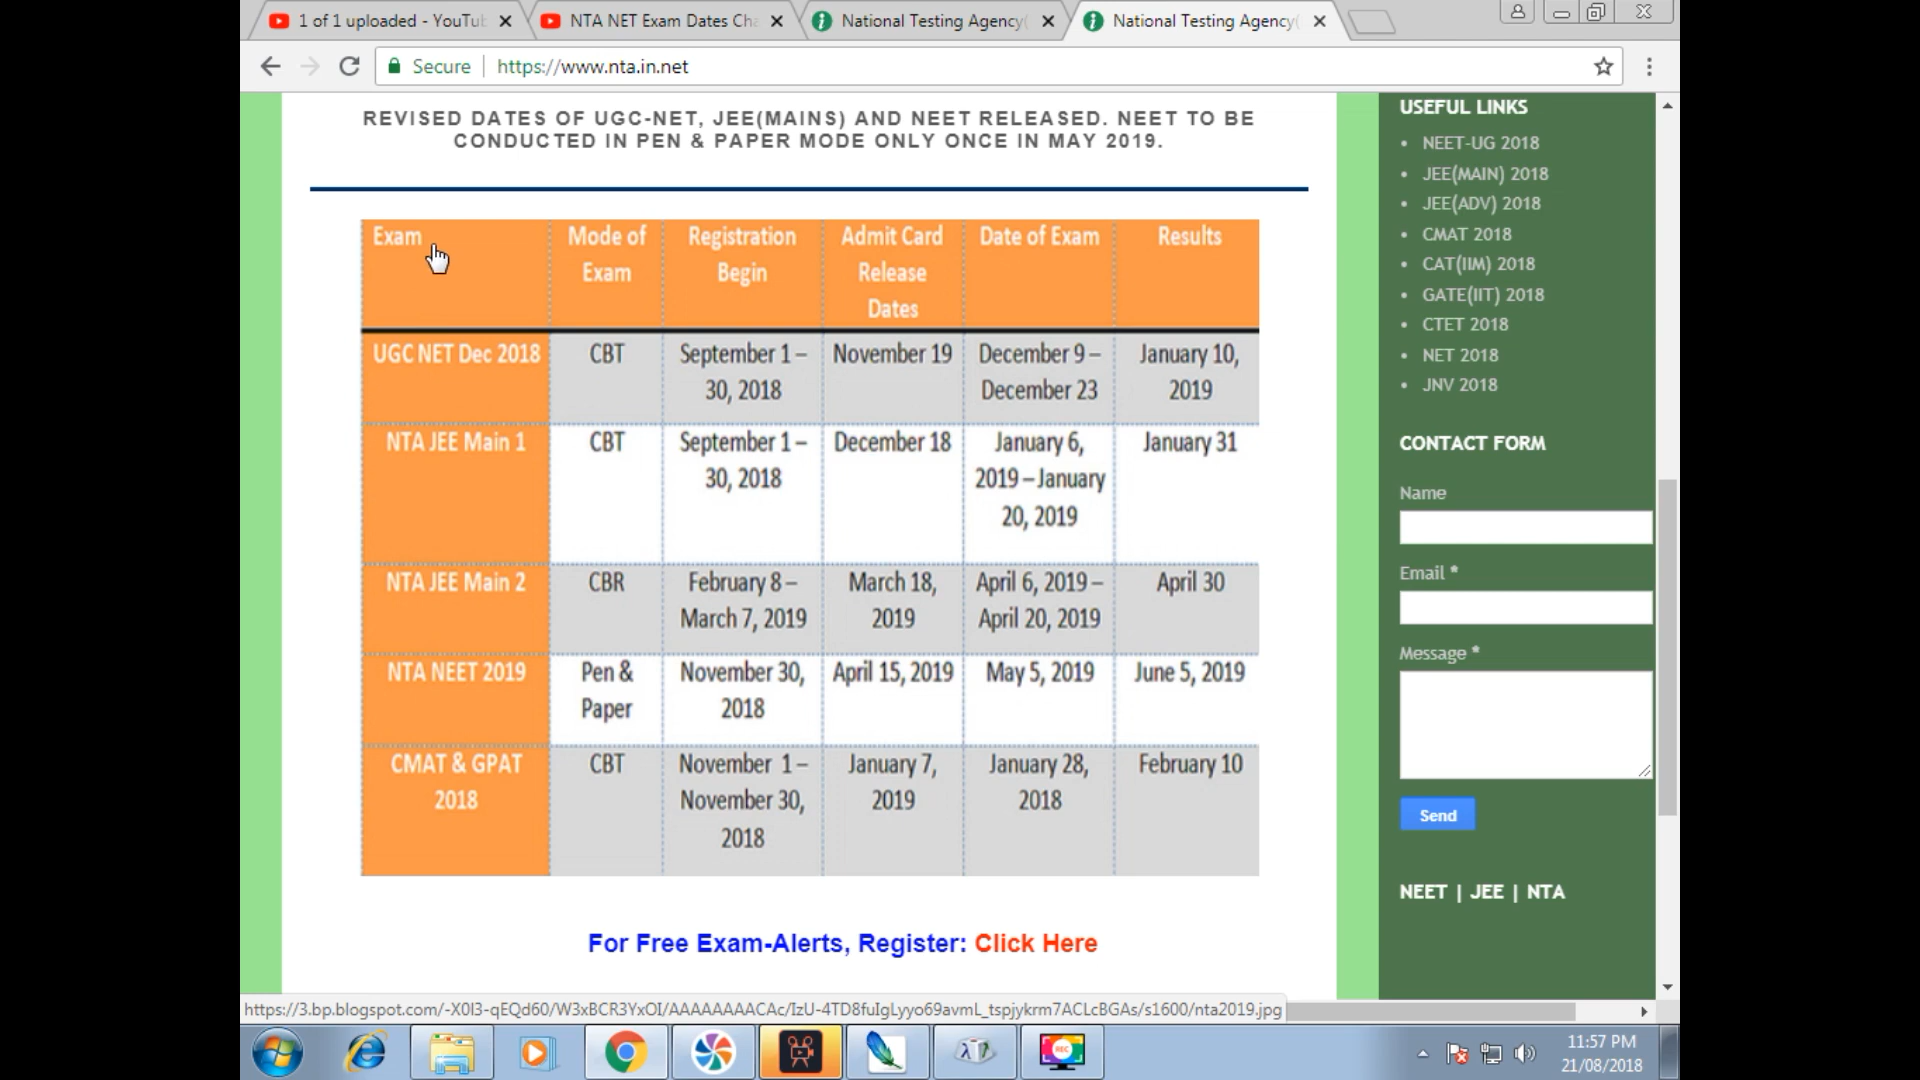 1 of 1 uploaded - YouTub
NTA NET Exam Dates Cha
National Testing Agency(
National Testing Agency(
Secure
https://www.nta.in.net
REVISED DATES OF UGC-NET, JEE(MAINS) AND NEET RELEASED. NEET TO BE
CONDUCTED IN PEN & PAPER MODE ONLY ONCE IN MAY 2019.
Exam
Mode of
Exam
Registration
Begin
Admit Card
Release
Dates
Date of Exam
Results
UGC NET Dec 2018
CBT
September 1 –
30, 2018
November 19
December 9 –
December 23
January 10,
2019
NTA JEE Main 1
CBT
September 1 –
30, 2018
December 18
January 6,
2019 – January
20, 2019
January 31
NTA JEE Main 2
CBR
February 8 –
March 7, 2019
March 18,
2019
April 6, 2019 –
April 20, 2019
April 30
NTA NEET 2019
Pen &
Paper
November 30,
2018
April 15, 2019
May 5, 2019
June 5, 2019
CMAT & GPAT
2018
CBT
November 1 –
November 30,
2018
January 7,
2019
January 28,
2018
February 10
For Free Exam-Alerts, Register: Click Here
USEFUL LINKS
NEET-UG 2018
JEE(MAIN) 2018
JEE(ADV) 2018
CMAT 2018
CAT(IIM) 2018
GATE(IIT) 2018
CTET 2018
NET 2018
JNV 2018
CONTACT FORM
Name
Email *
Message *
Send
NEET | JEE | NTA
https://3.bp.blogspot.com/-X0l3-qEQd60/W3xBCR3YxOI/AAAAAAAACAc/IzU-4TD8fuIgLyyo69avmL_tspjykrm7ACLcBGAs/s1600/nta2019.jpg
REC
11:57 PM
21/08/2018